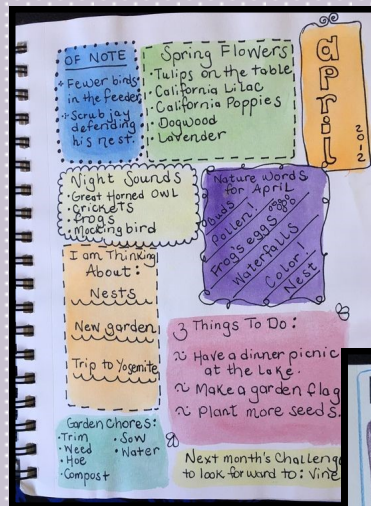 OF NOTE
Fewer birds
in the feeder
Scrub jay
defending
his nest.
Spring Flowers
Tulips on the table
California Lilac
California Poppies
Dogwood
Lavender
april
2012
Night Sounds
Great Horned Owl
Crickets
frogs
Mockingbird
Nature Words
for April
Buds
Pollen!
Frog's eggs
Waterfalls
Color!
Nest
I am Thinking
About:
Nests
New garden
Trip to Yosemite
3 Things To Do:
Have a dinner picnic
at the Lake.
Make a garden flag
Plant more seeds.
Garden Chores:
Trim
Weed
Hoe
Compost
Sow
Water
Next month's Challeng
to look forward to: Vine